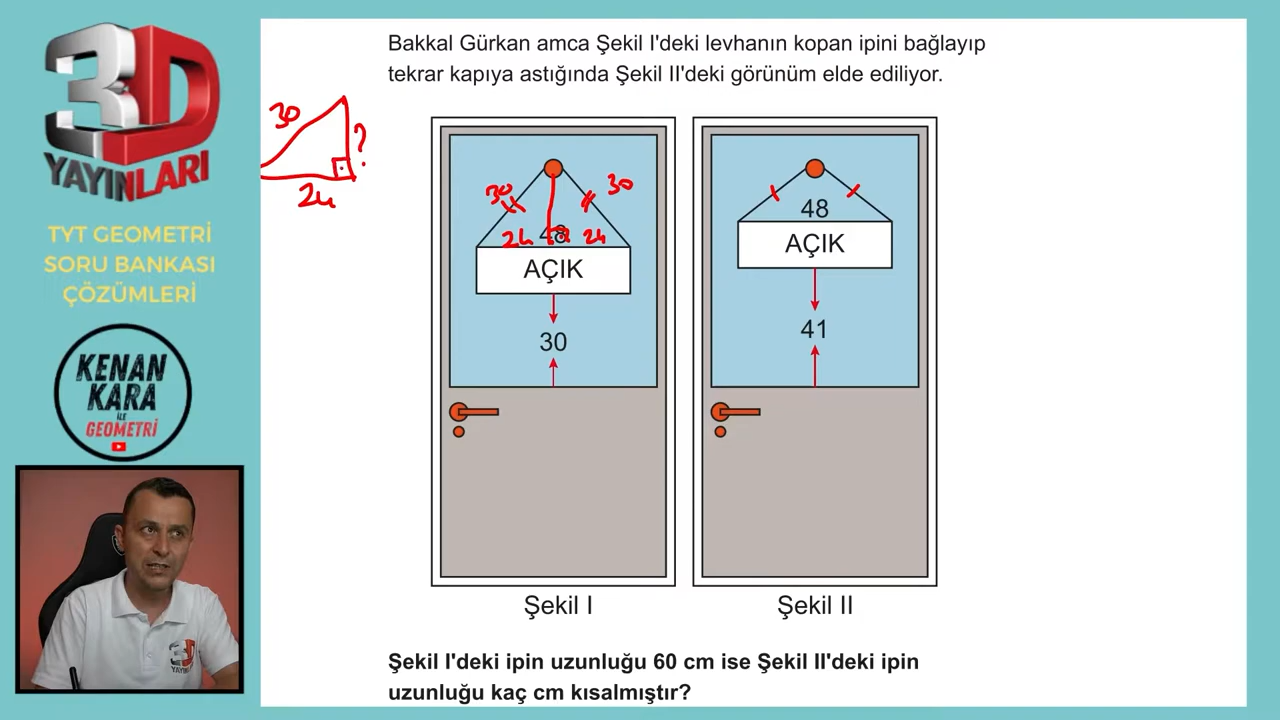 3D
YAYINLARI
TYT GEOMETRİ
SORU BANKASI
ÇÖZÜMLERİ
KENAN
KARA
İLE
GEOMETRİ
3D
YAYINLARI
Bakkal Gürkan amca Şekil I'deki levhanın kopan ipini bağlayıp
tekrar kapıya astığında Şekil II'deki görünüm elde ediliyor.
30
?
24
30
30
24
48
24
AÇIK
30
Şekil I
48
AÇIK
41
Şekil II
Şekil I'deki ipin uzunluğu 60 cm ise Şekil II'deki ipin
uzunluğu kaç cm kısalmıştır?